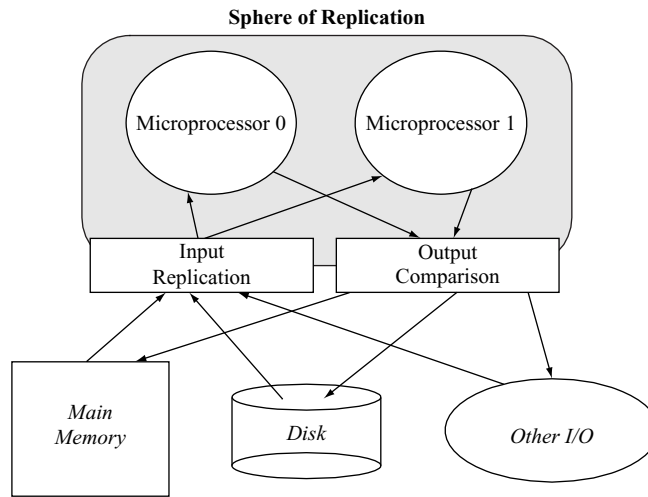 Sphere of Replication
Microprocessor 0
Microprocessor 1
Input
Replication
Output
Comparison
Main
Memory
Disk
Other I/O